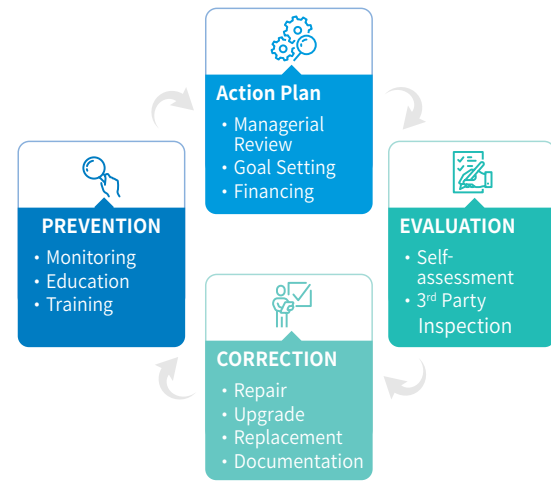 Action Plan
• Managerial
Review
• Goal Setting
• Financing
PREVENTION
• Monitoring
• Education
• Training
EVALUATION
• Self-
assessment
• 3rd Party
Inspection
CORRECTION
• Repair
• Upgrade
• Replacement
• Documentation